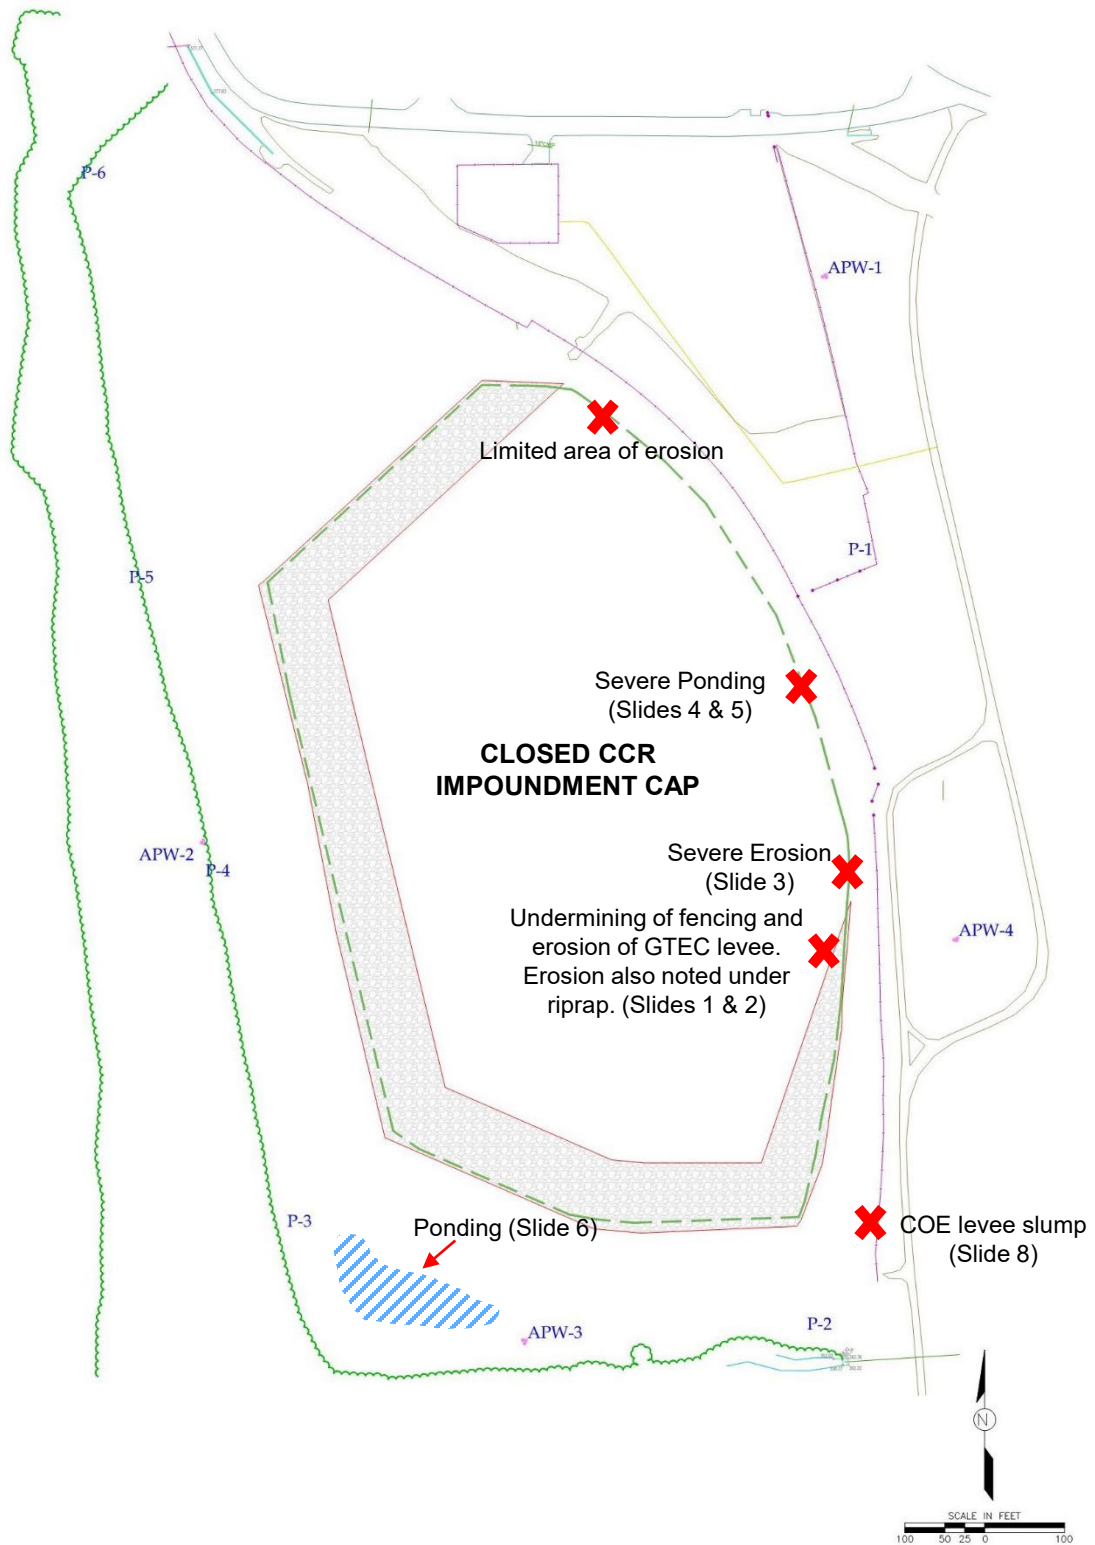 P-6
APW-1
Limited area of erosion
P-1
P-5
Severe Ponding
(Slides 4 & 5)
CLOSED CCR
IMPOUNDMENT CAP
APW-2
P-4
Severe Erosion
(Slide 3)
Undermining of fencing and
erosion of GTEC levee.
Erosion also noted under
riprap. (Slides 1 & 2)
APW-4
P-3
Ponding (Slide 6)
COE levee slump
(Slide 8)
APW-3
P-2
N
SCALE IN FEET
100 50 25 0 100